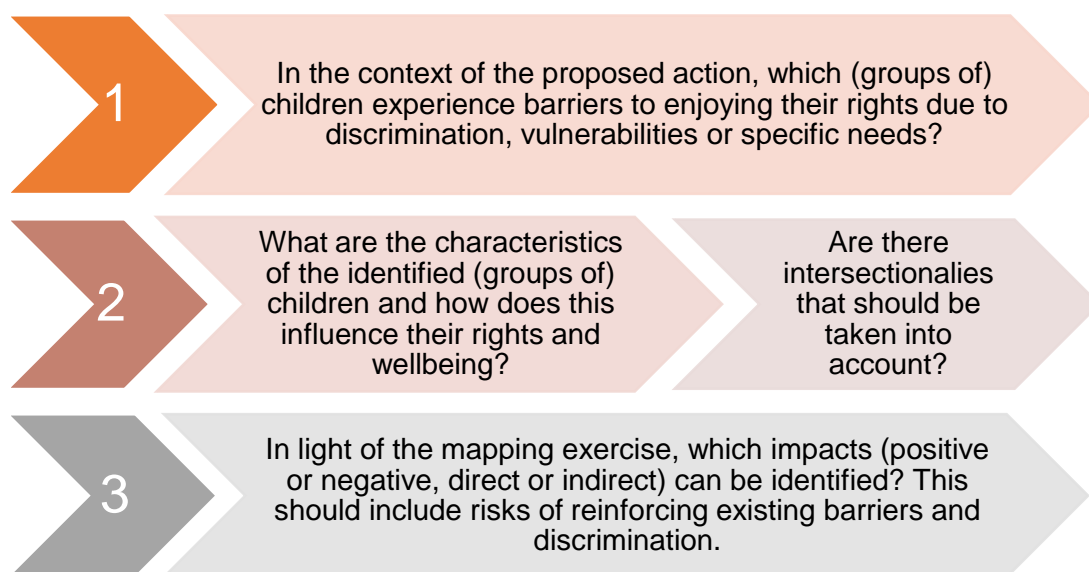 1
In the context of the proposed action, which (groups of)
children experience barriers to enjoying their rights due to
discrimination, vulnerabilities or specific needs?
2
What are the characteristics
of the identified (groups of)
children and how does this
influence their rights and
wellbeing?
Are there
intersectionalies
that should be
taken into
account?
3
In light of the mapping exercise, which impacts (positive
or negative, direct or indirect) can be identified? This
should include risks of reinforcing existing barriers and
discrimination.